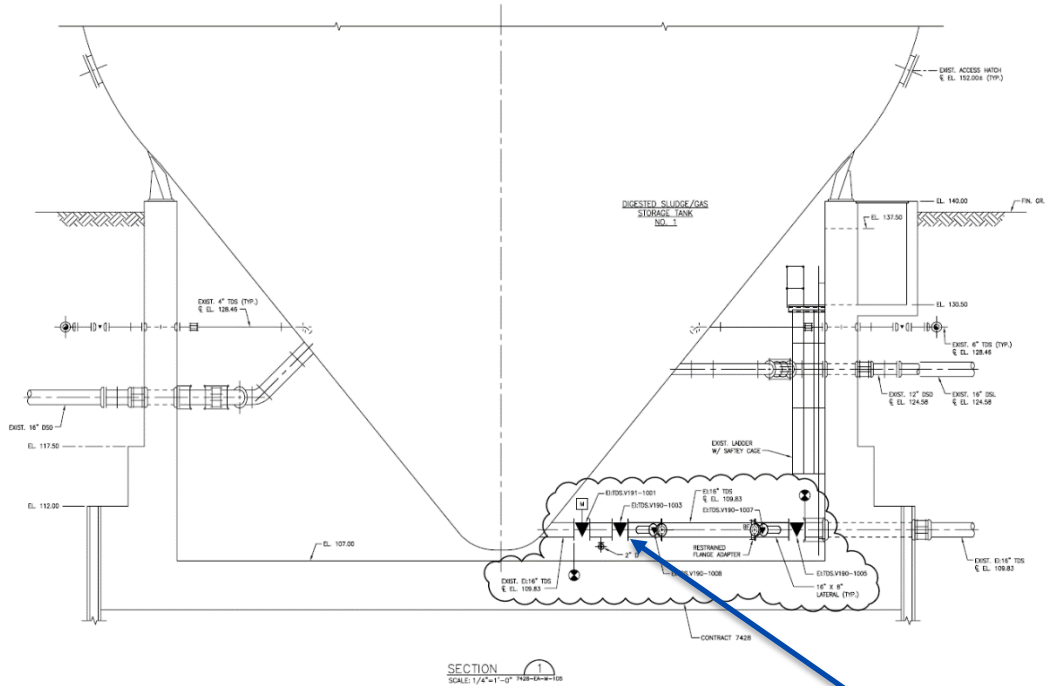 EXIST. ACCESS HATCH
℄ EL. 152.00± (TYP.)
DIGESTED SLUDGE/GAS
STORAGE TANK
NO. 1
EL. 140.00
FIN. GR.
EL. 137.50
EL. 130.50
EXIST. 4" TDS (TYP.)
℄ EL. 128.46
EXIST. 6" TDS (TYP.)
℄ EL. 128.46
EXIST. 12" DSD
℄ EL. 124.58
EXIST. 16" DSL
℄ EL. 124.58
EXIST. 16" DSD
EL. 117.50
EXIST. LADDER
W/ SAFTEY CAGE
EL. 112.00
EI:TDS.V191-1001
M
EI:TDS.V190-1003
EI:16" TDS
℄ EL. 109.83
EI:TDS.V190-1007
EL. 107.00
2" D
RESTRAINED
FLANGE ADAPTER
EXIST. EI:16" TDS
℄ EL. 109.83
EXIST. EI:16" TDS
℄ EL. 109.83
EI:TDS.V190-1008
EI:TDS.V190-1005
16" X 8"
LATERAL (TYP.)
CONTRACT 7428
SECTION 1
SCALE: 1/4"=1'-0" 7428-EA-M-105